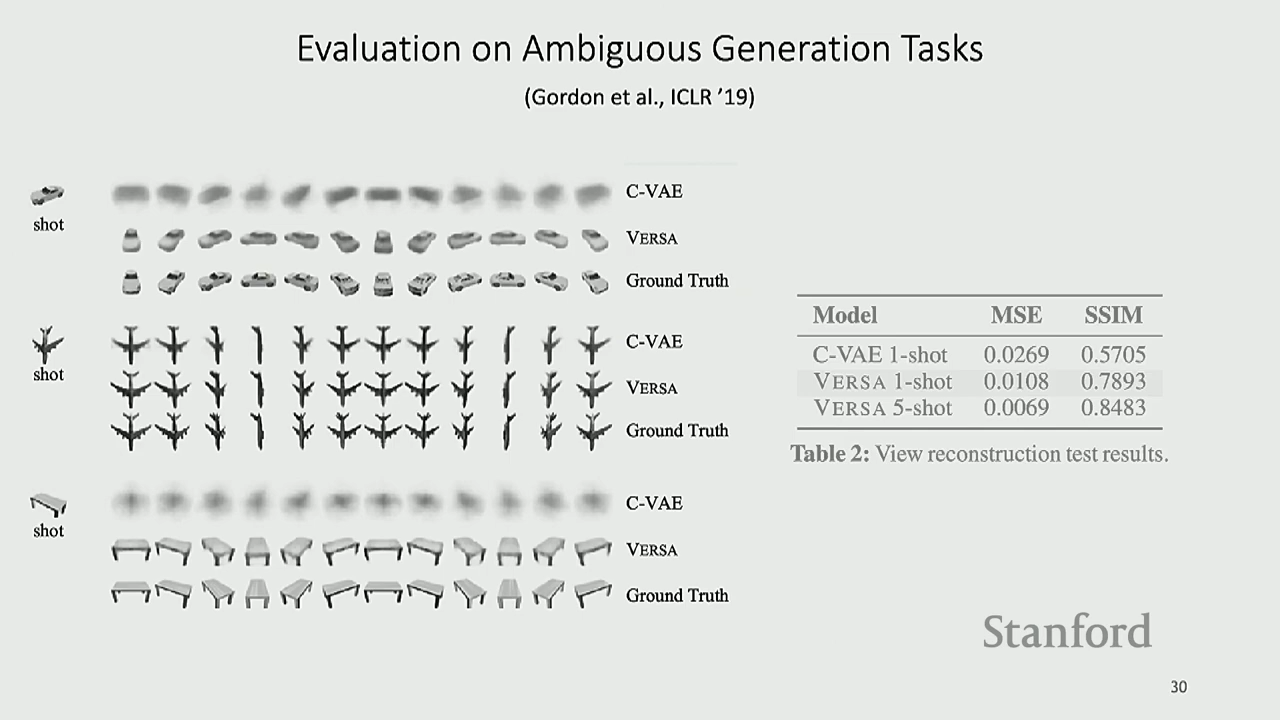 Evaluation on Ambiguous Generation Tasks
(Gordon et al., ICLR ’19)
shot
C-VAE
VERSA
Ground Truth
shot
C-VAE
VERSA
Ground Truth
shot
C-VAE
VERSA
Ground Truth
Model MSE SSIM
C-VAE 1-shot 0.0269 0.5705
VERSA 1-shot 0.0108 0.7893
VERSA 5-shot 0.0069 0.8483
Table 2: View reconstruction test results.
Stanford
30